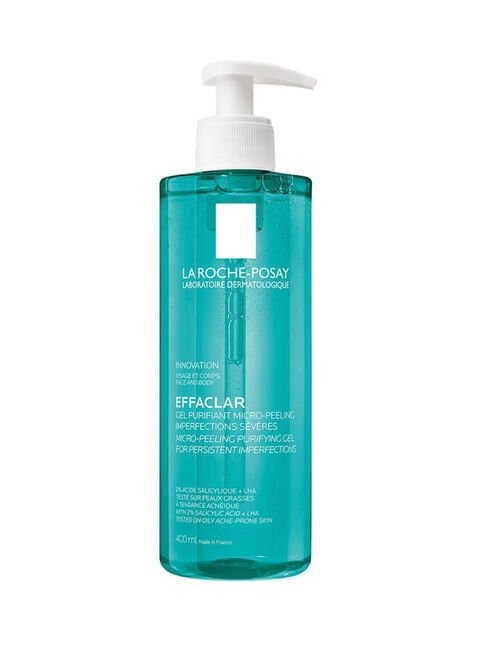 LA ROCHE-POSAY
LABORATOIRE DERMATOLOGIQUE
INNOVATION
VISAGE ET CORPS
FACE AND BODY
EFFACLAR
GEL PURIFIANT MICRO-PEELING
IMPERFECTIONS SÉVÈRES
MICRO-PEELING PURIFYING GEL
FOR PERSISTENT IMPERFECTIONS
2% ACIDE SALICYLIQUE + LHA
TESTÉ SUR PEAUX GRASSES
À TENDANCE ACNÉIQUE
WITH 2% SALICYLIC ACID + LHA
TESTED ON OILY ACNE-PRONE SKIN
400 mL Made in France